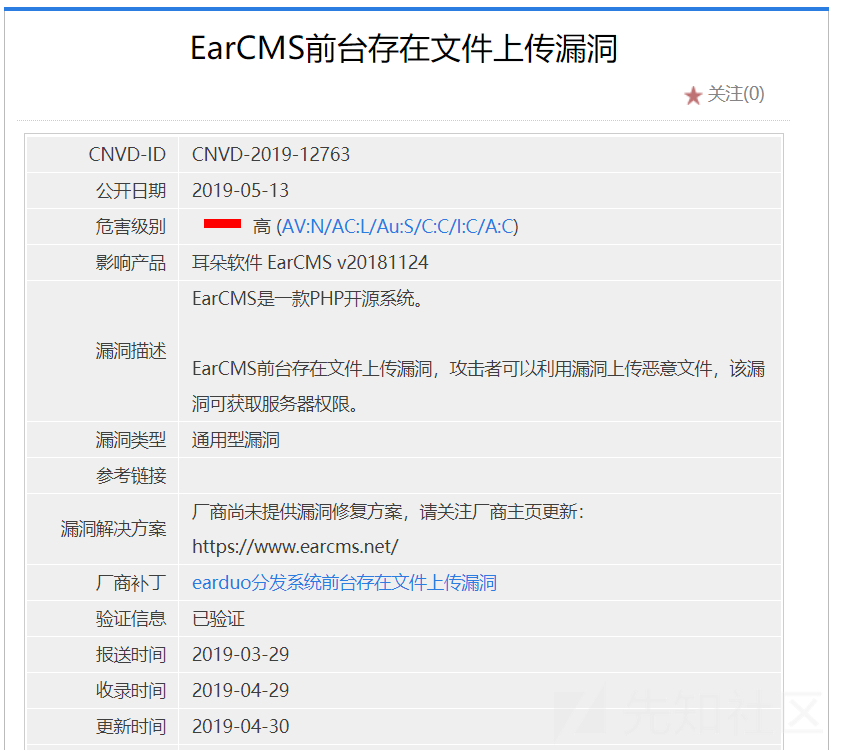 EarCMS前台存在文件上传漏洞
关注(0)
CNVD-ID CNVD-2019-12763
公开日期 2019-05-13
危害级别 高 (AV:N/AC:L/Au:S/C:C/I:C/A:C)
影响产品 耳朵软件 EarCMS v20181124
漏洞描述 EarCMS是一款PHP开源系统。
EarCMS前台存在文件上传漏洞，攻击者可以利用漏洞上传恶意文件，该漏
洞可获取服务器权限。
漏洞类型 通用型漏洞
参考链接
漏洞解决方案 厂商尚未提供漏洞修复方案，请关注厂商主页更新：
https://www.earcms.net/
厂商补丁 earduo分发系统前台存在文件上传漏洞
验证信息 已验证
报送时间 2019-03-29
收录时间 2019-04-29
更新时间 2019-04-30
先知社区